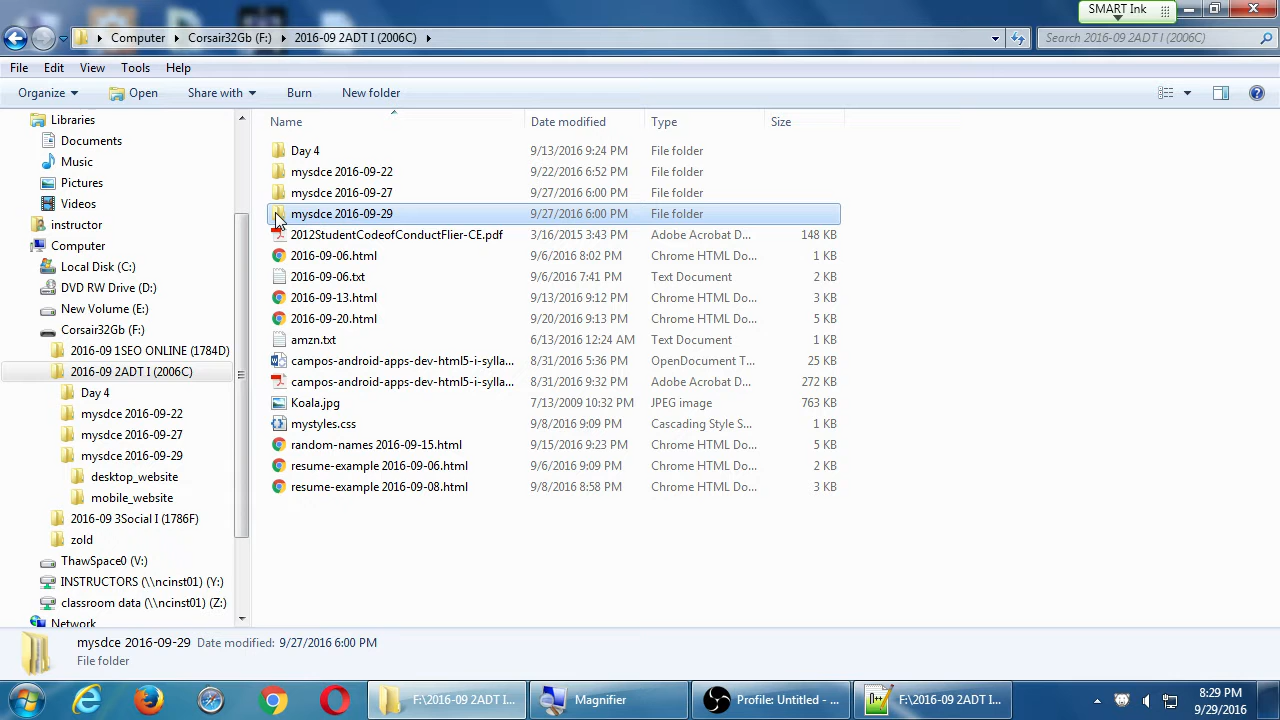 SMART Ink
Computer Corsair32Gb (F:) 2016-09 2ADT I (2006C)
Search 2016-09 2ADT I (2006C)
File Edit View Tools Help
Organize Open Share with Burn New folder
Name Date modified Type Size
Libraries
Documents
Music
Pictures
Videos
instructor
Computer
Local Disk (C:)
DVD RW Drive (D:)
New Volume (E:)
Corsair32Gb (F:)
2016-09 1SEO ONLINE (1784D)
2016-09 2ADT I (2006C)
Day 4
mysdce 2016-09-22
mysdce 2016-09-27
mysdce 2016-09-29
desktop_website
mobile_website
2016-09 3Social I (1786F)
zold
ThawSpace0 (V:)
INSTRUCTORS (\\ncinst01) (Y:)
classroom data (\\ncinst01) (Z:)
Network
Day 4 9/13/2016 9:24 PM File folder
mysdce 2016-09-22 9/22/2016 6:52 PM File folder
mysdce 2016-09-27 9/27/2016 6:00 PM File folder
mysdce 2016-09-29 9/27/2016 6:00 PM File folder
2012StudentCodeofConductFlier-CE.pdf 3/16/2015 3:43 PM Adobe Acrobat D... 148 KB
2016-09-06.html 9/6/2016 8:02 PM Chrome HTML Do... 1 KB
2016-09-06.txt 9/6/2016 7:41 PM Text Document 2 KB
2016-09-13.html 9/13/2016 9:12 PM Chrome HTML Do... 3 KB
2016-09-20.html 9/20/2016 9:13 PM Chrome HTML Do... 5 KB
amzn.txt 6/13/2016 12:24 AM Text Document 1 KB
campos-android-apps-dev-html5-i-sylla... 8/31/2016 5:36 PM OpenDocument T... 25 KB
campos-android-apps-dev-html5-i-sylla... 8/31/2016 9:32 PM Adobe Acrobat D... 272 KB
Koala.jpg 7/13/2009 10:32 PM JPEG image 763 KB
mystyles.css 9/8/2016 9:09 PM Cascading Style S... 1 KB
random-names 2016-09-15.html 9/15/2016 9:23 PM Chrome HTML Do... 5 KB
resume-example 2016-09-06.html 9/6/2016 9:09 PM Chrome HTML Do... 2 KB
resume-example 2016-09-08.html 9/8/2016 8:58 PM Chrome HTML Do... 3 KB
mysdce 2016-09-29 Date modified: 9/27/2016 6:00 PM
File folder
F:\2016-09 2ADT I... Magnifier Profile: Untitled - ... F:\2016-09 2ADT I...
8:29 PM
9/29/2016